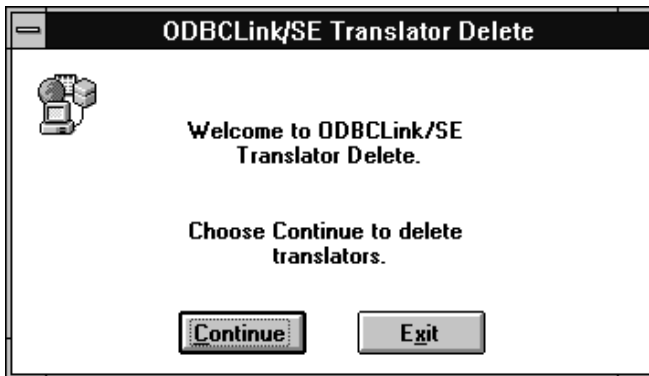 ODBCLink/SE Translator Delete
Welcome to ODBCLink/SE
Translator Delete.
Choose Continue to delete
translators.
Continue
Exit